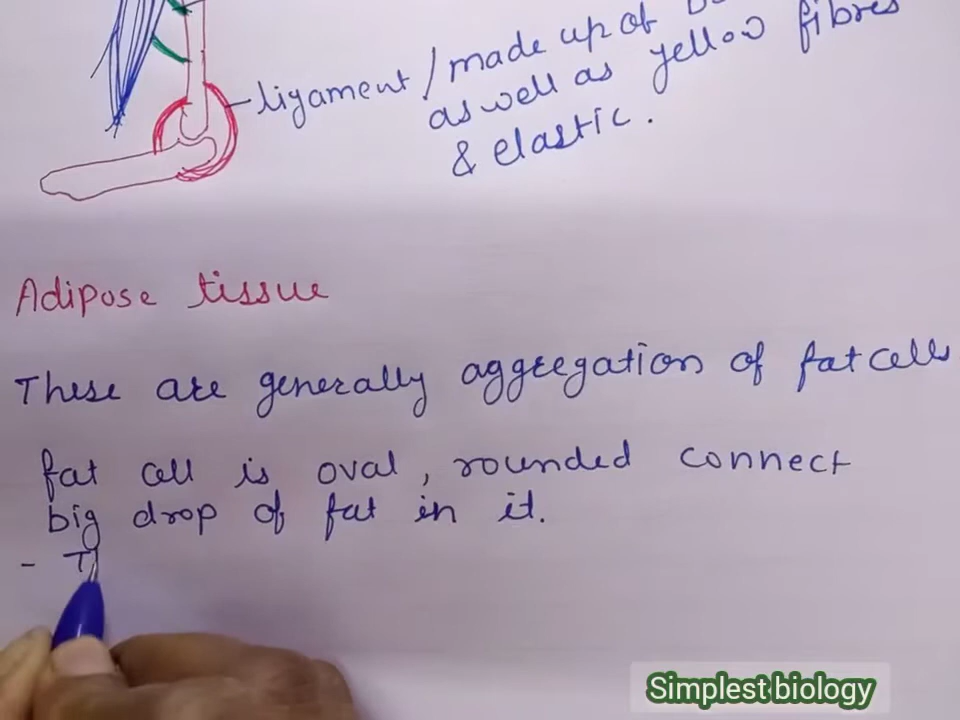 ligament / made up of
as well as yellow fibres
& elastic.
Adipose tissue
These are generally aggregation of fat cells
fat cell is oval, rounded connect
big drop of fat in it.
- Th
Simplest biology